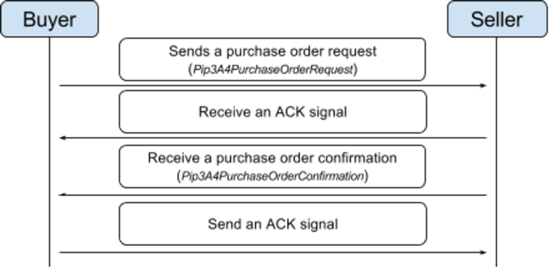 Buyer
Seller
Sends a purchase order request
(Pip3A4PurchaseOrderRequest)
Receive an ACK signal
Receive a purchase order confirmation
(Pip3A4PurchaseOrderConfirmation)
Send an ACK signal